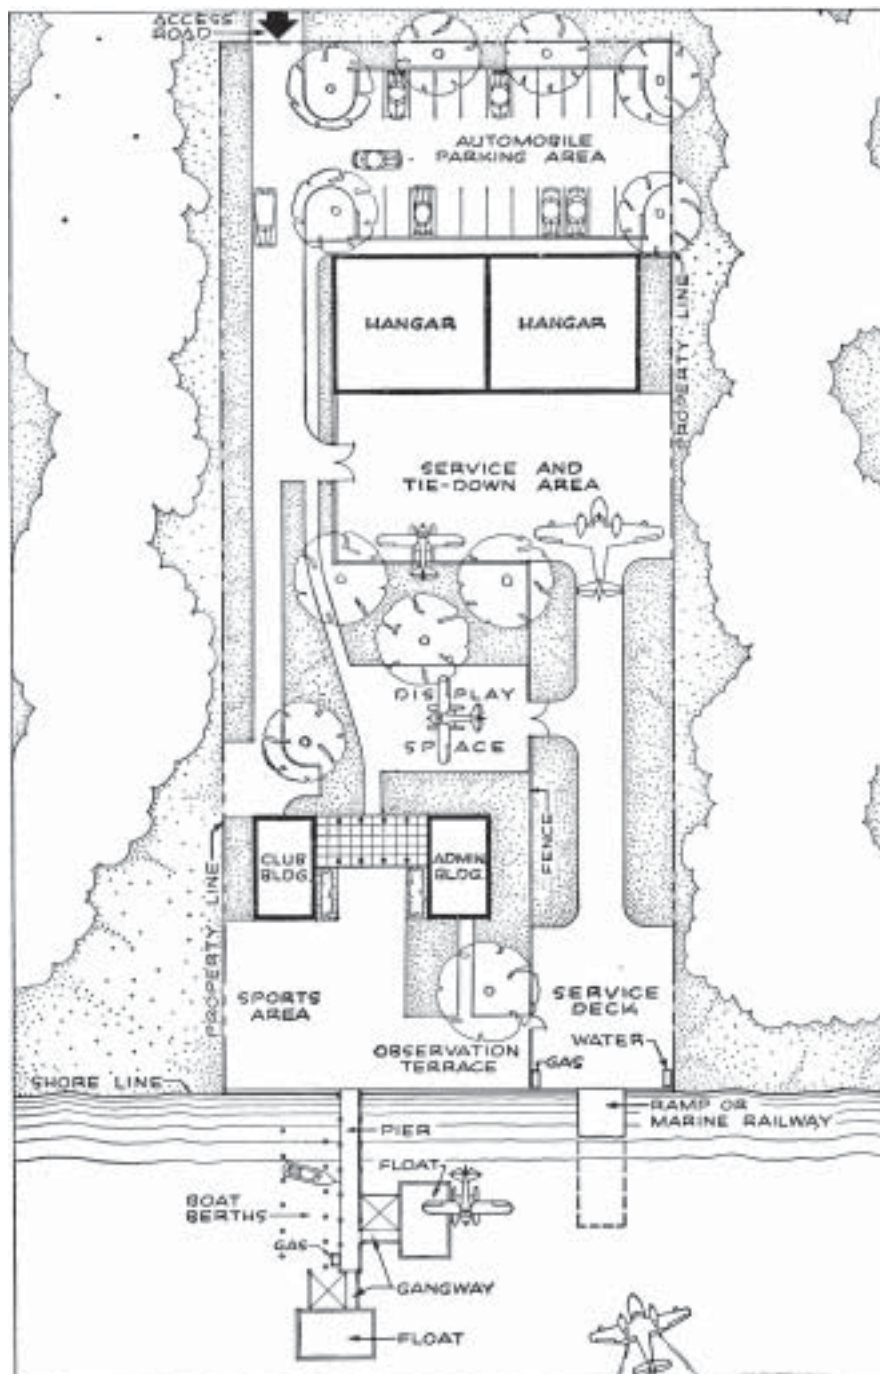 ACCESS
ROAD
AUTOMOBILE
PARKING AREA
HANGAR
HANGAR
PROPERTY LINE
SERVICE AND
TIE-DOWN AREA
DISPLAY
SPACE
FENCE
CLUB
BLDG.
ADMIN.
BLDG.
PROPERTY LINE
SPORTS
AREA
SERVICE
DECK
OBSERVATION
TERRACE
GAS
WATER
SHORE LINE
RAMP OR
MARINE RAILWAY
PIER
FLOAT
BOAT
BERTHS
GAS
GANGWAY
FLOAT